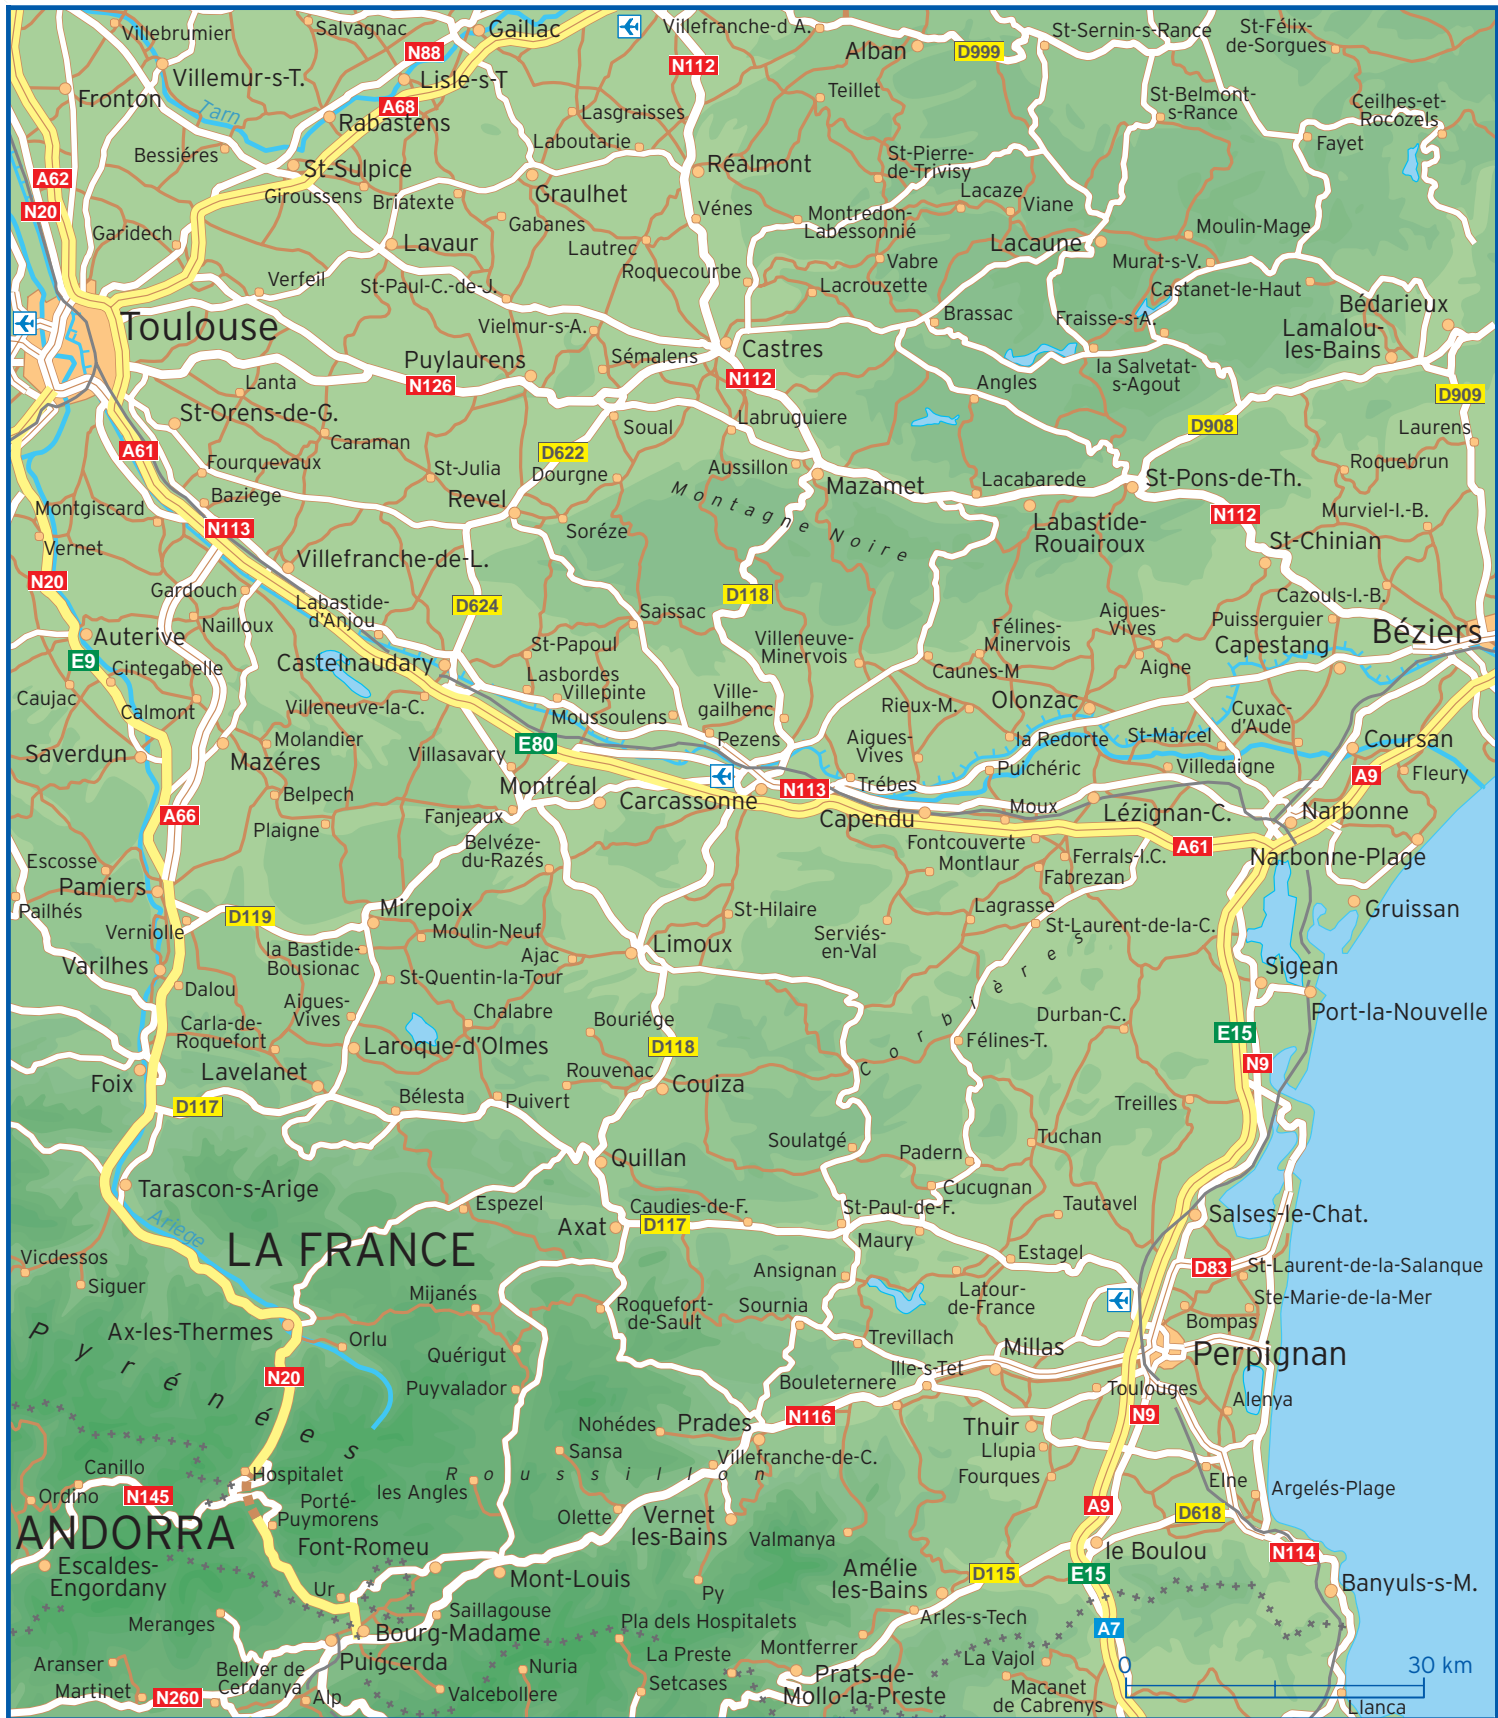 Villebrumier
Salvagnac
Gaillac
Villefranche-d A.
Alban
D999
St-Sernin-s-Rance
St-Félix-
de-Sorgues
N88
N112
Villemur-s-T.
Lisle-s-T
Fronton
Tarn
A68
Rabastens
Lasgraisses
Teillet
St-Belmont-
s-Rance
Ceilhes-et-
Rocozels
Fayet
Bessiéres
Laboutarie
St-Sulpice
Réalmont
St-Pierre-
de-Trivisy
A62
N20
Giroussens
Briatexte
Graulhet
Lacaze
Viane
Vénes
Montredon-
Labessonnié
Garidech
Gabanes
Lautrec
Lavaur
Lacaune
Moulin-Mage
Roquecourbe
Vabre
Murat-s-V.
Verfeil
St-Paul-C.-de-J.
Lacrouzette
Castanet-le-Haut
Bédarieux
Toulouse
Vielmur-s-A.
Brassac
Fraisse-s-A.
Lamalou-
les-Bains
Puylaurens
Sémalens
Castres
la Salvetat-
s-Agout
Lanta
N126
N112
Angles
D909
St-Orens-de-G.
Soual
Labruguiere
D908
Laurens
A61
Caraman
D622
Fourquevaux
St-Julia
Dourgne
Aussillon
Roquebrun
Baziege
Revel
Mazamet
Lacabarede
St-Pons-de-Th.
Montgiscard
N113
Soréze
Montagne Noire
Labastide-
Rouairoux
N112
Murviel-l.-B.
Vernet
Villefranche-de-L.
St-Chinian
N20
Gardouch
Labastide-
d'Anjou
D624
Saissac
D118
Cazouls-l.-B.
Auterive
Nailloux
Aigues-
Vives
Puisserguier
Béziers
E9
Cintegabelle
Castelnaudary
St-Papoul
Villeneuve-
Minervois
Félines-
Minervois
Capestang
Caujac
Lasbordes
Caunes-M
Aigne
Calmont
Villeneuve-la-C.
Villepinte
Ville-
gailhenc
Rieux-M.
Olonzac
Moussoulens
Cuxac-
d'Aude
Saverdun
Molandier
Mazéres
Villasavary
E80
Pezens
Aigues-
Vives
la Redorte
St-Marcel
Coursan
Montréal
Puichéric
Villedaigne
A9
Fleury
Belpech
Carcassonne
N113
Trébes
A66
Fanjeaux
Capendu
Moux
Lézignan-C.
Narbonne
Plaigne
Belvéze-
du-Razés
Fontcouverte
A61
Escosse
Montlaur
Ferrals-l.C.
Narbonne-Plage
Pamiers
Fabrezan
Pailhés
D119
Mirepoix
St-Hilaire
Lagrasse
Gruissan
Verniolle
Moulin-Neuf
Serviés-
en-Val
St-Laurent-de-la-C.
la Bastide-
Bousionac
Ajac
Limoux
Varilhes
St-Quentin-la-Tour
Sigean
Dalou
Aigues-
Vives
Chalabre
Port-la-Nouvelle
Carla-de-
Roquefort
Bouriége
Durban-C.
Corbières
Laroque-d'Olmes
D118
Félines-T.
E15
Foix
Lavelanet
Rouvenac
Couiza
N9
D117
Bélesta
Puivert
Treilles
Soulatgé
Tuchan
Quillan
Padern
Tarascon-s-Arige
Cucugnan
Espezel
Caudies-de-F.
St-Paul-de-F.
Tautavel
Ariege
Axat
D117
Salses-le-Chat.
LA FRANCE
Maury
Vicdessos
Estagel
D83
St-Laurent-de-la-Salanque
Siguer
Ansignan
Mijanés
Latour-
de-France
Ste-Marie-de-la-Mer
Roquefort-
de-Sault
Sournia
Bompas
Ax-les-Thermes
Orlu
Trevillach
Millas
Perpignan
Quérigut
Pyrénées
N20
Puyvalador
Bouleternere
Ille-s-Tet
Toulouges
Alenya
Nohédes
Prades
N116
Thuir
N9
Sansa
Villefranche-de-C.
Llupia
Canillo
Hospitalet
Roussillon
Fourques
Elne
Ordino
N145
les Angles
Argelés-Plage
Porté-
Puymorens
Olette
Vernet
les-Bains
A9
D618
ANDORRA
Font-Romeu
Valmanya
le Boulou
N114
Escaldes-
Engordany
Mont-Louis
Amélie
les-Bains
D115
E15
Banyuls-s-M.
Ur
Py
Meranges
Saillagouse
Pla dels Hospitalets
Arles-s-Tech
A7
Bourg-Madame
Montferrer
Aranser
Puigcerda
La Preste
La Vajol
0
30 km
Bellver de
Cerdanya
Nuria
Prats-de-
Mollo-la-Preste
Martinet
N260
Alp
Valcebollere
Setcases
Macanet
de Cabrenys
Llanca